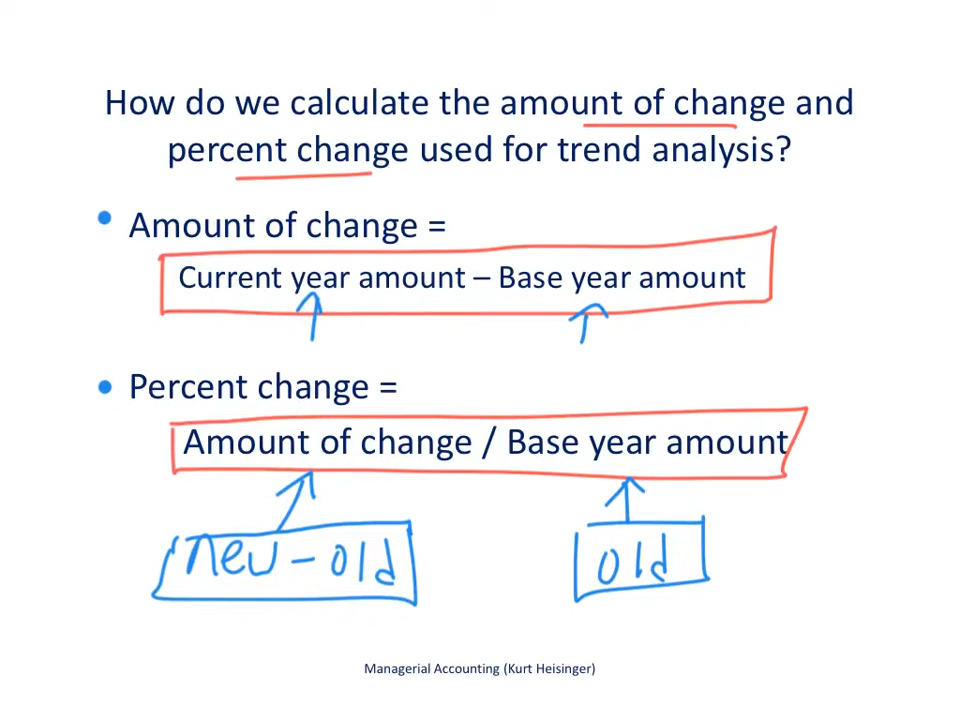 How do we calculate the amount of change and
percent change used for trend analysis?
• Amount of change =
Current year amount – Base year amount
• Percent change =
Amount of change / Base year amount
new - old
old
Managerial Accounting (Kurt Heisinger)